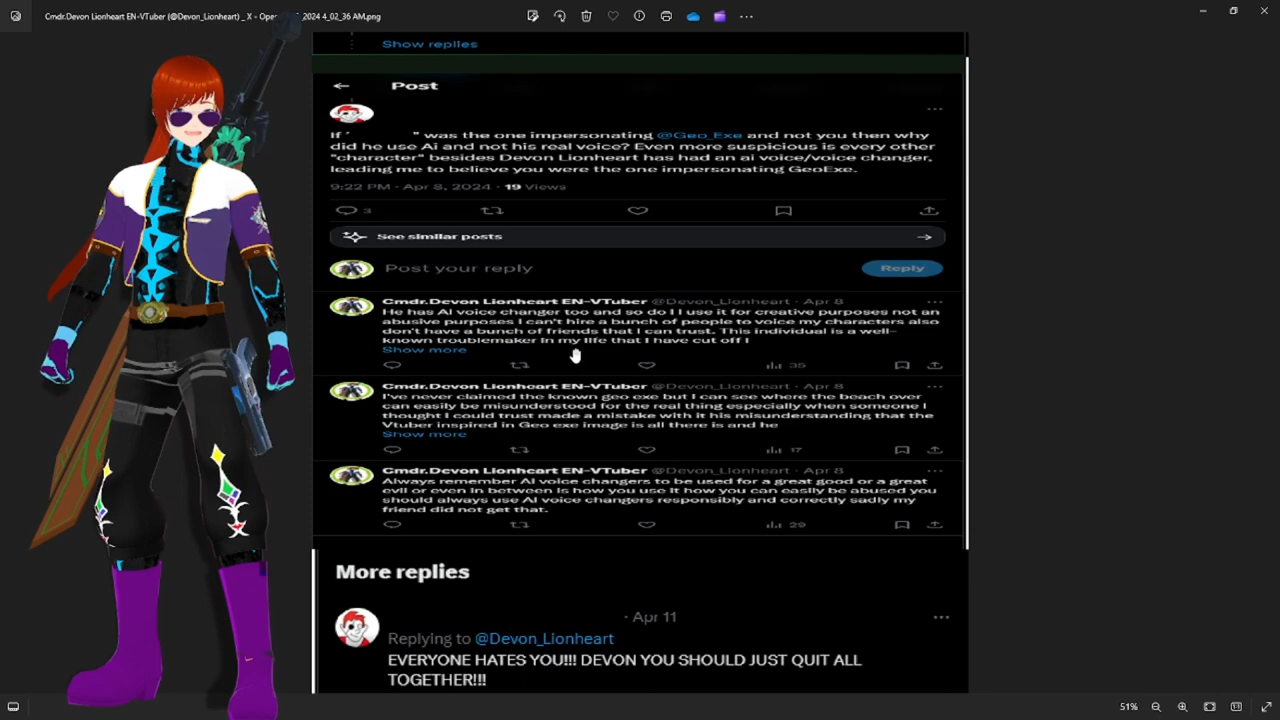 Cmdr.Devon Lionheart EN-VTuber (@Devon_Lionheart) _ X - Oper 2024 4_02_36 AM.png
Show replies
Post
If " " was the one impersonating @Geo_Exe and not you then why
did he use Ai and not his real voice? Even more suspicious is every other
"character" besides Devon Lionheart has had an ai voice/voice changer,
leading me to believe you were the one impersonating GeoExe.
9:22 PM · Apr 8, 2024 · 19 Views
3
See similar posts
Post your reply
Reply
Cmdr.Devon Lionheart EN-VTuber @Devon_Lionheart · Apr 8
He has AI voice changer too and so do I I use it for creative purposes not an
abusive purposes I can't hire a bunch of people to voice my characters also
don't have a bunch of friends that I can trust. This individual is a well-
known troublemaker in my life that I have cut off I
Show more
35
Cmdr.Devon Lionheart EN-VTuber @Devon_Lionheart · Apr 8
I've never claimed the known geo exe but I can see where the beach over
can easily be misunderstood for the real thing especially when someone I
thought I could trust made a mistake with it his misunderstanding that the
Vtuber inspired in Geo exe image is all there is and he
Show more
17
Cmdr.Devon Lionheart EN-VTuber @Devon_Lionheart · Apr 8
Always remember AI voice changers to be used for a great good or a great
evil or even in between is how you use it how you can easily be abused you
should always use AI voice changers responsibly and correctly sadly my
friend did not get that.
29
More replies
· Apr 11
Replying to @Devon_Lionheart
EVERYONE HATES YOU!!! DEVON YOU SHOULD JUST QUIT ALL
TOGETHER!!!
51%